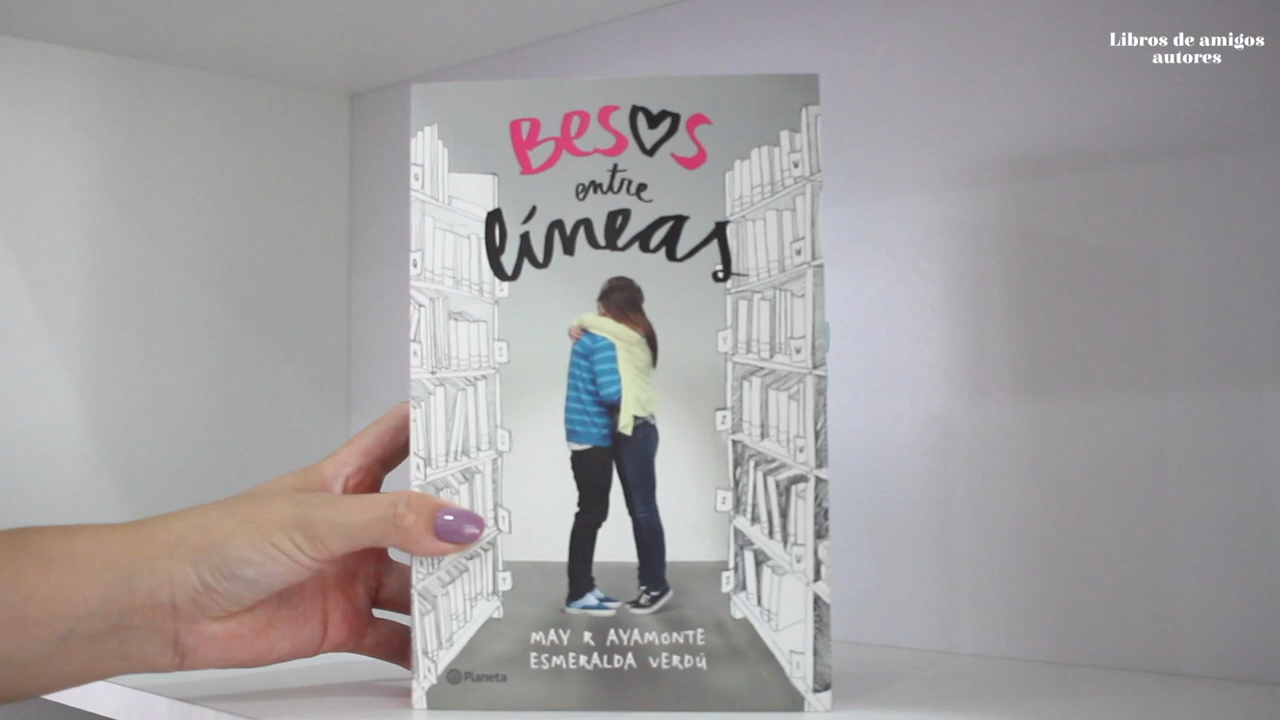 Libros de amigos
autores
Besos
entre
líneas
MAY R AYAMONTE
ESMERALDA VERDÚ
Planeta